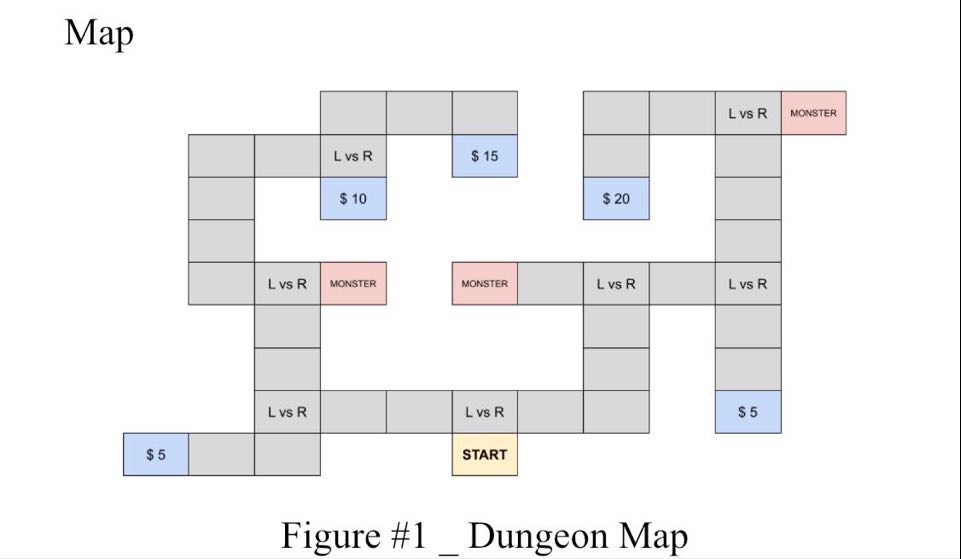 Map
L vs R MONSTER
L vs R $ 15
$ 10 $ 20
L vs R MONSTER MONSTER L vs R L vs R
L vs R L vs R $ 5
$ 5 START
Figure #1 _ Dungeon Map